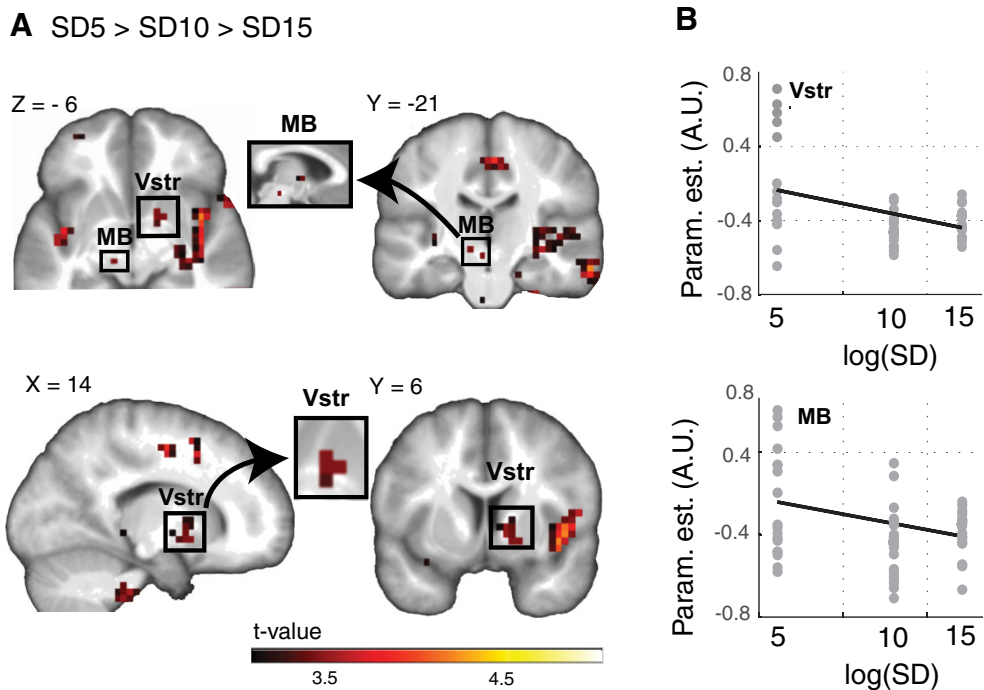 A SD5 > SD10 > SD15
Z = - 6
Y = -21
MB
Vstr
MB
MB
X = 14
Y = 6
Vstr
Vstr
Vstr
t-value
3.5 4.5
B
0.8
0.4
-0.4
-0.8
Param. est. (A.U.)
Vstr
5 10 15
log(SD)
0.8
0.4
-0.4
-0.8
Param. est. (A.U.)
MB
5 10 15
log(SD)